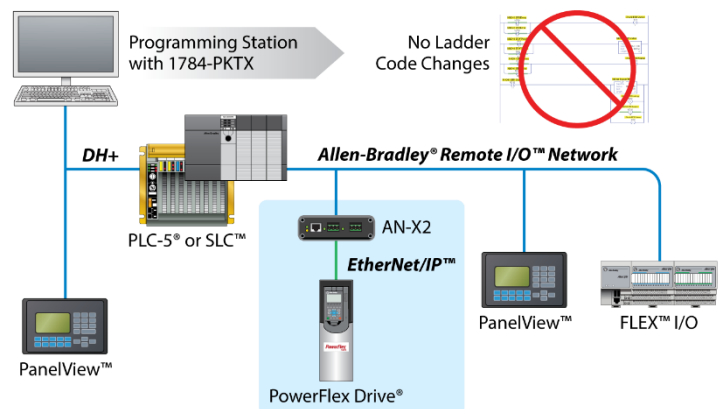 Programming Station
with 1784-PKTX
No Ladder
Code Changes
DH+
Allen-Bradley® Remote I/O™ Network
PLC-5® or SLC™
AN-X2
EtherNet/IP™
PanelView™
PowerFlex Drive®
PanelView™
FLEX™ I/O
PowerFlex